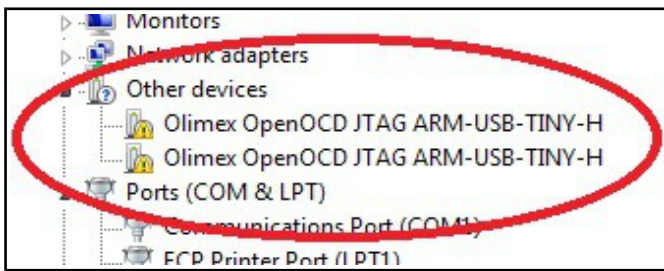 Monitors
Network adapters
Other devices
Olimex OpenOCD JTAG ARM-USB-TINY-H
Olimex OpenOCD JTAG ARM-USB-TINY-H
Ports (COM & LPT)
Communications Port (COM1)
ECP Printer Port (LPT1)